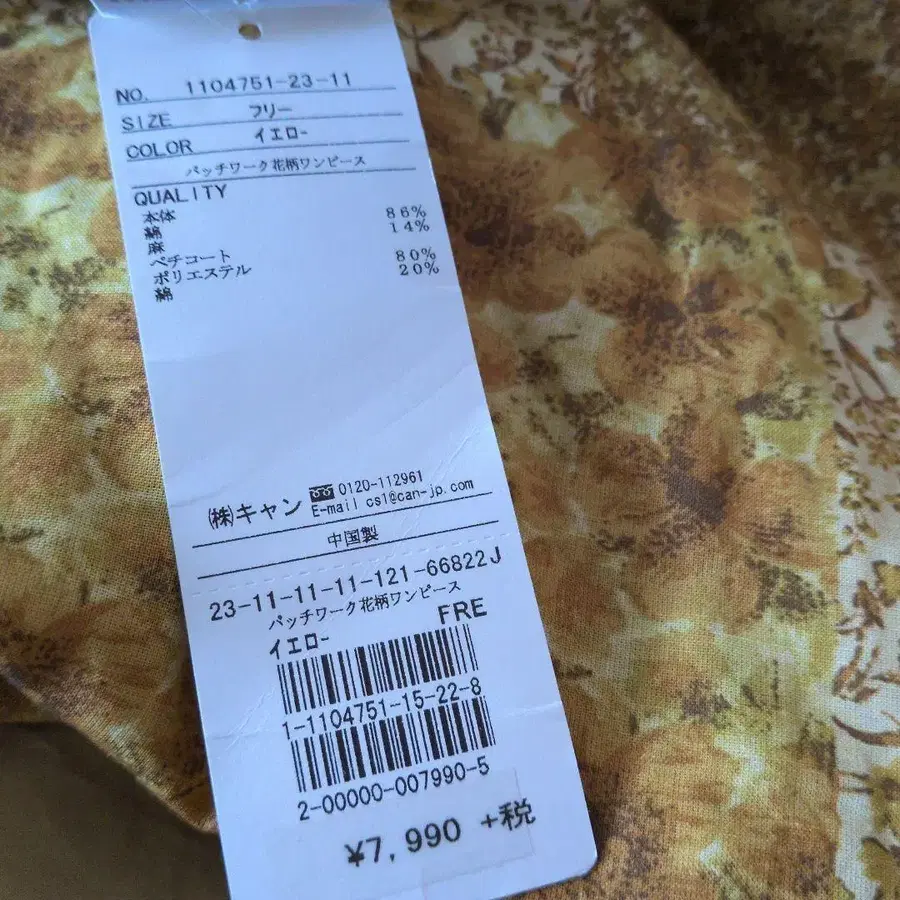 NO. 1104751-23-11
SIZE フリー
COLOR イエロー
パッチワーク花柄ワンピース
QUALITY
本体
綿 86%
麻 14%
ペチコート
ポリエステル 80%
綿 20%
㈱キャン 0120-112961
E-mail cs1@can-jp.com
中国製
23-11-11-11-121-66822J
パッチワーク花柄ワンピース
イエロー FRE
1-1104751-15-22-8
2-00000-007990-5
¥7,990 +税